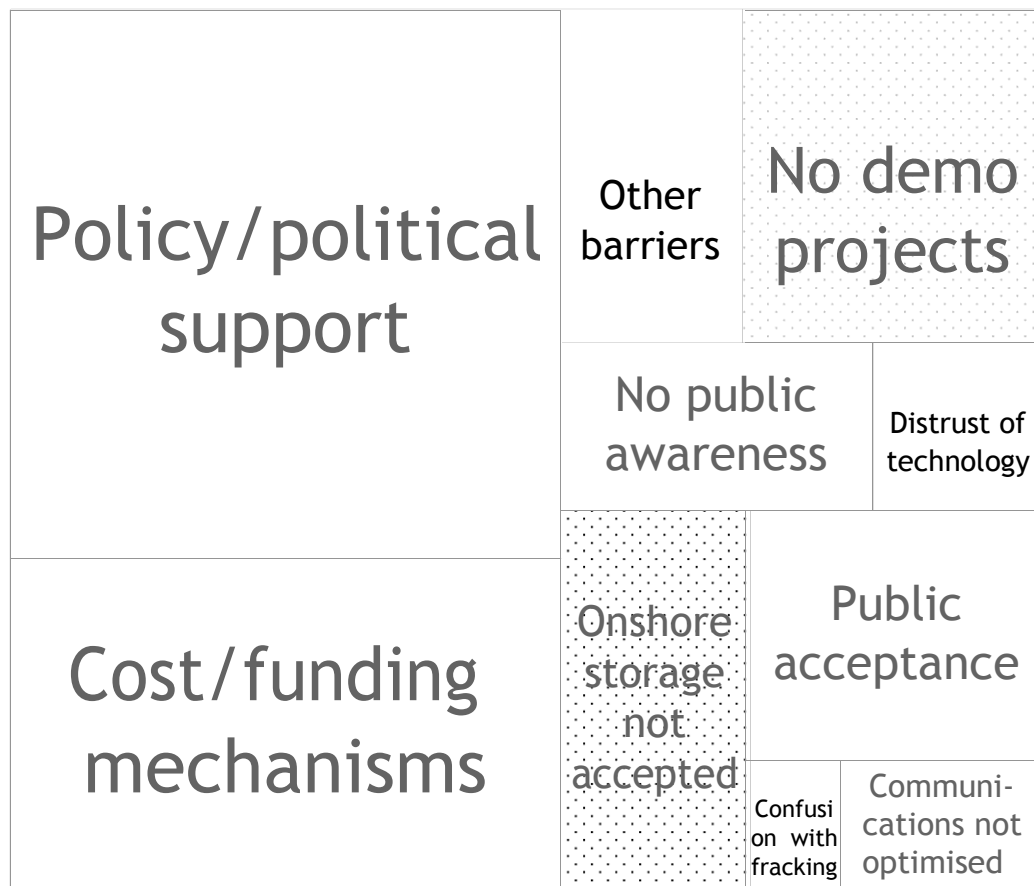 Policy/political
support
Other
barriers
No demo
projects
No public
awareness
Distrust of
technology
Cost/funding
mechanisms
Onshore
storage
not
accepted
Public
acceptance
Confusi
on with
fracking
Communi-
cations not
optimised